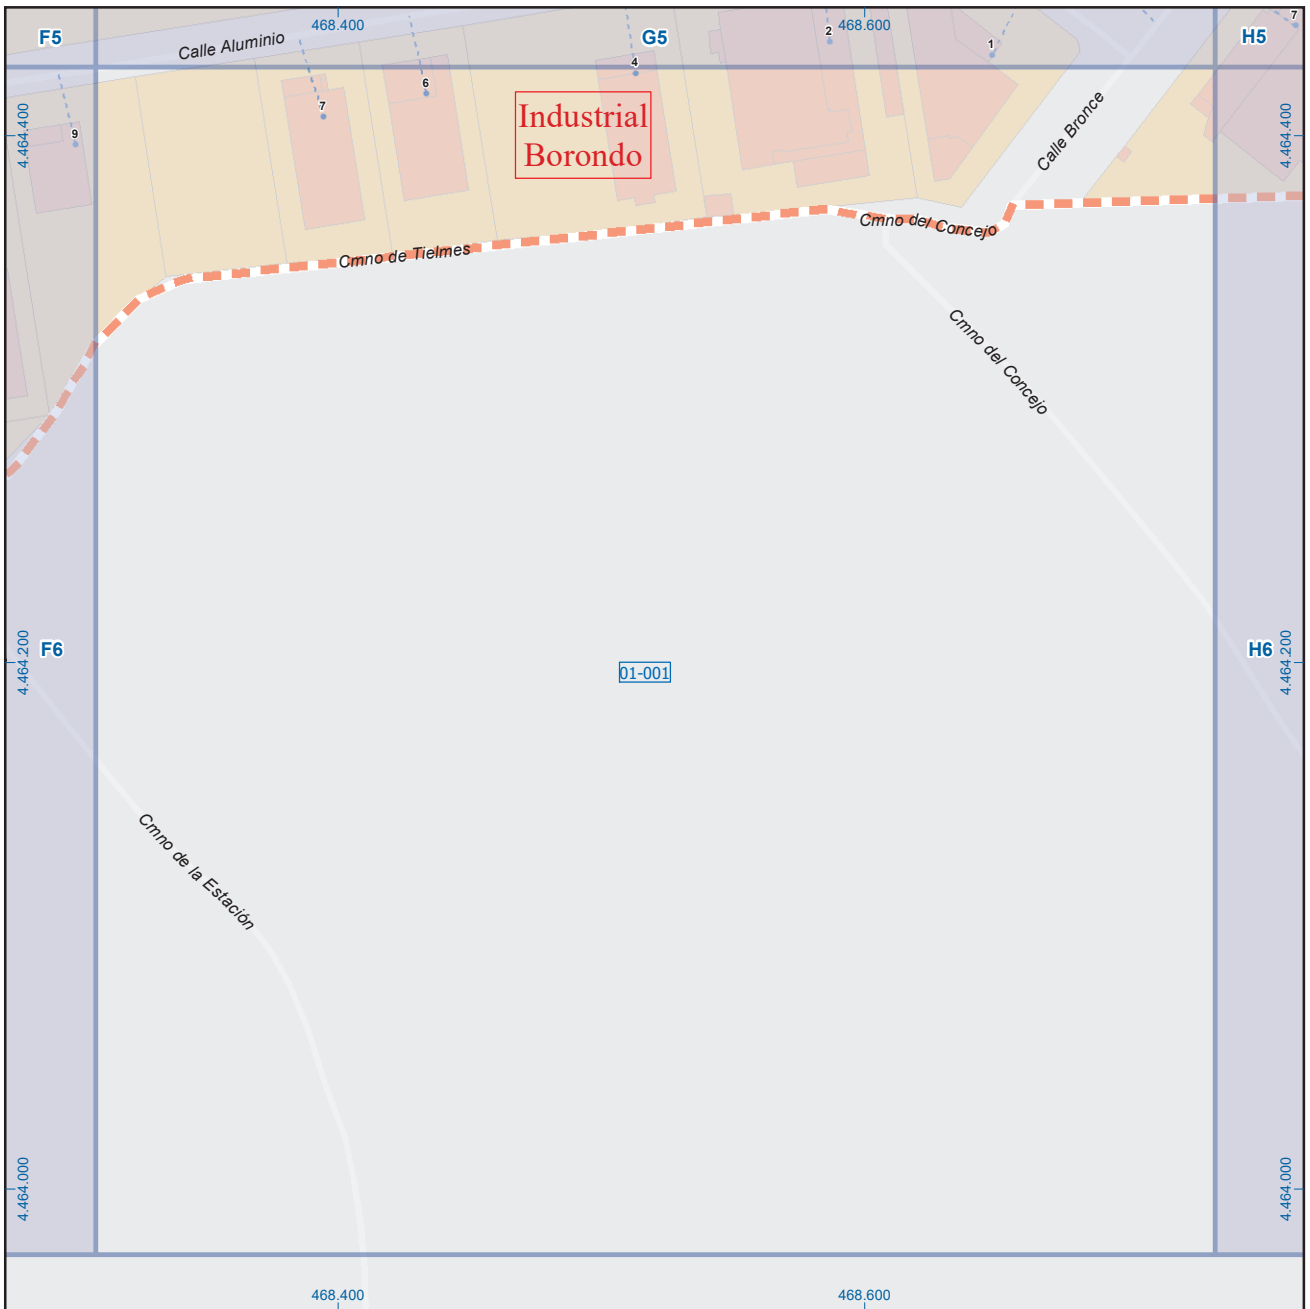 468.400
468.600
F5
G5
H5
7
Calle Aluminio
2
1
4
6
7
9
Industrial
Borondo
Calle Bronce
4.464.400
4.464.400
Cmno del Concejo
Cmno de Tielmes
Cmno del Concejo
F6
H6
4.464.200
4.464.200
01-001
Cmno de la Estación
4.464.000
4.464.000
468.400
468.600